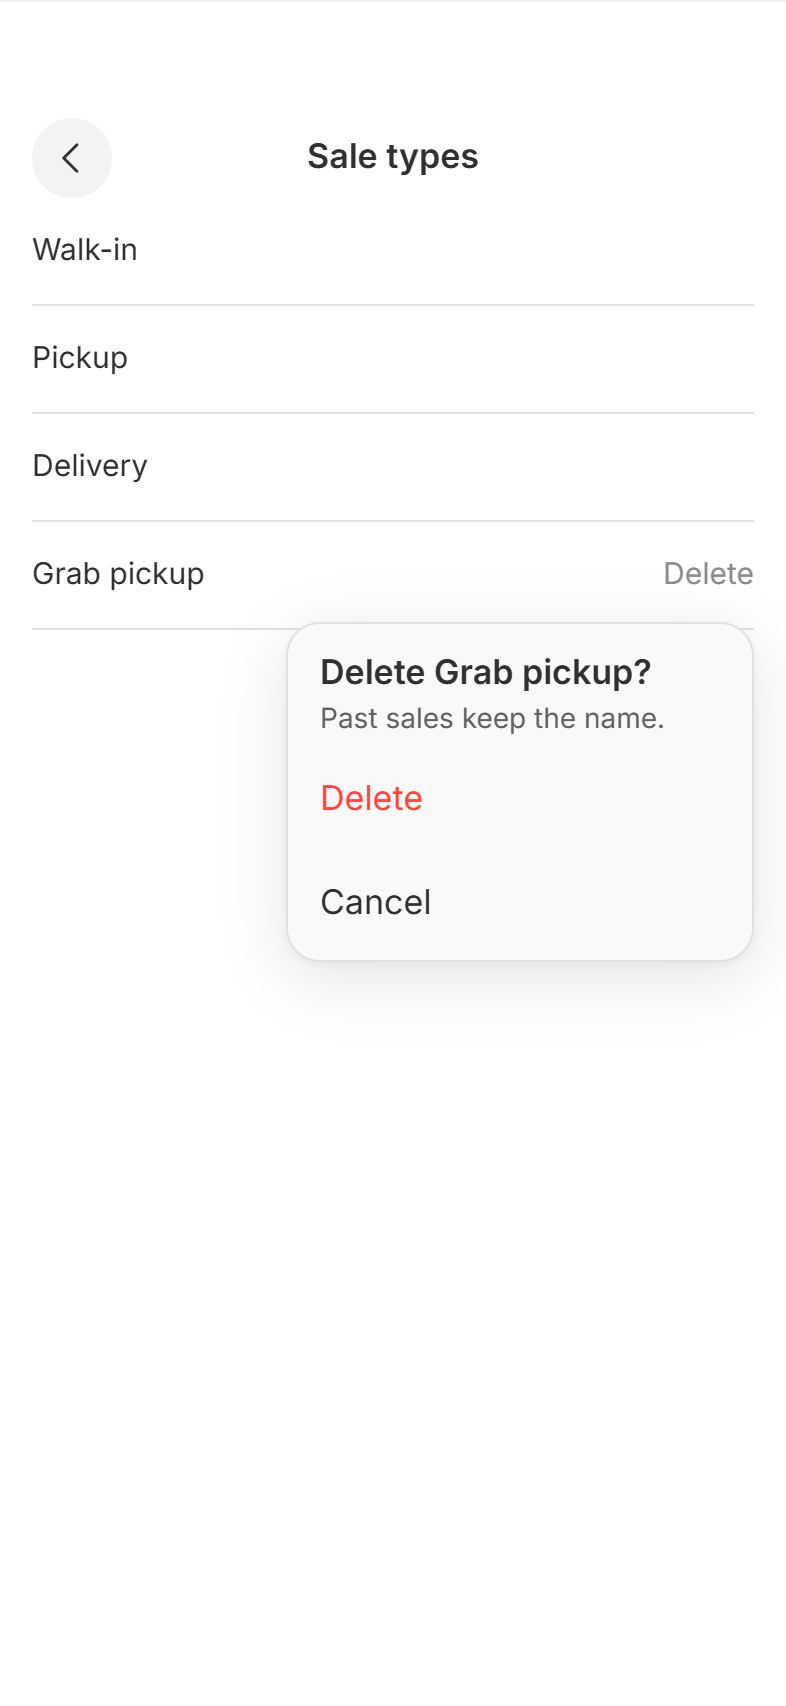 Sale types
Walk-in
Pickup
Delivery
Grab pickup Delete
Delete Grab pickup?
Past sales keep the name.
Delete
Cancel